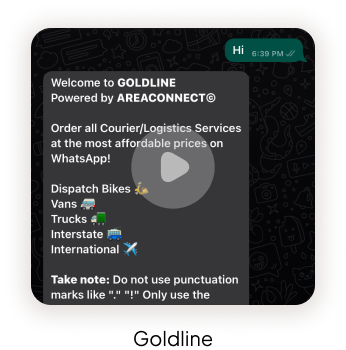 Hi 6:39 PM
Welcome to GOLDLINE
Powered by AREACONNECT©
Order all Courier/Logistics Services
at the most affordable prices on
WhatsApp!
Dispatch Bikes 🛵
Vans 🚐
Trucks 🚛
Interstate 🚍
International ✈️
Take note: Do not use punctuation
marks like "." "!" Only use the
Goldline